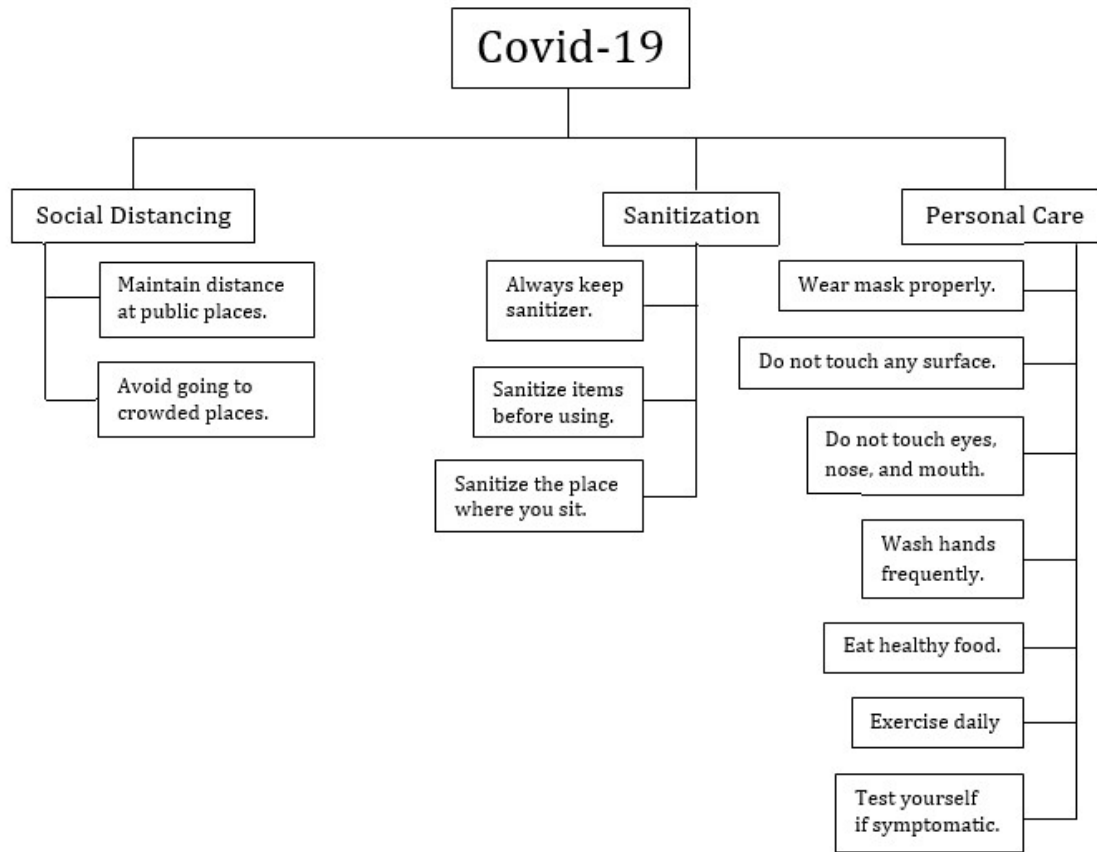 Covid-19
Social Distancing
Maintain distance
at public places.
Avoid going to
crowded places.
Sanitization
Always keep
sanitizer.
Sanitize items
before using.
Sanitize the place
where you sit.
Personal Care
Wear mask properly.
Do not touch any surface.
Do not touch eyes,
nose, and mouth.
Wash hands
frequently.
Eat healthy food.
Exercise daily
Test yourself
if symptomatic.